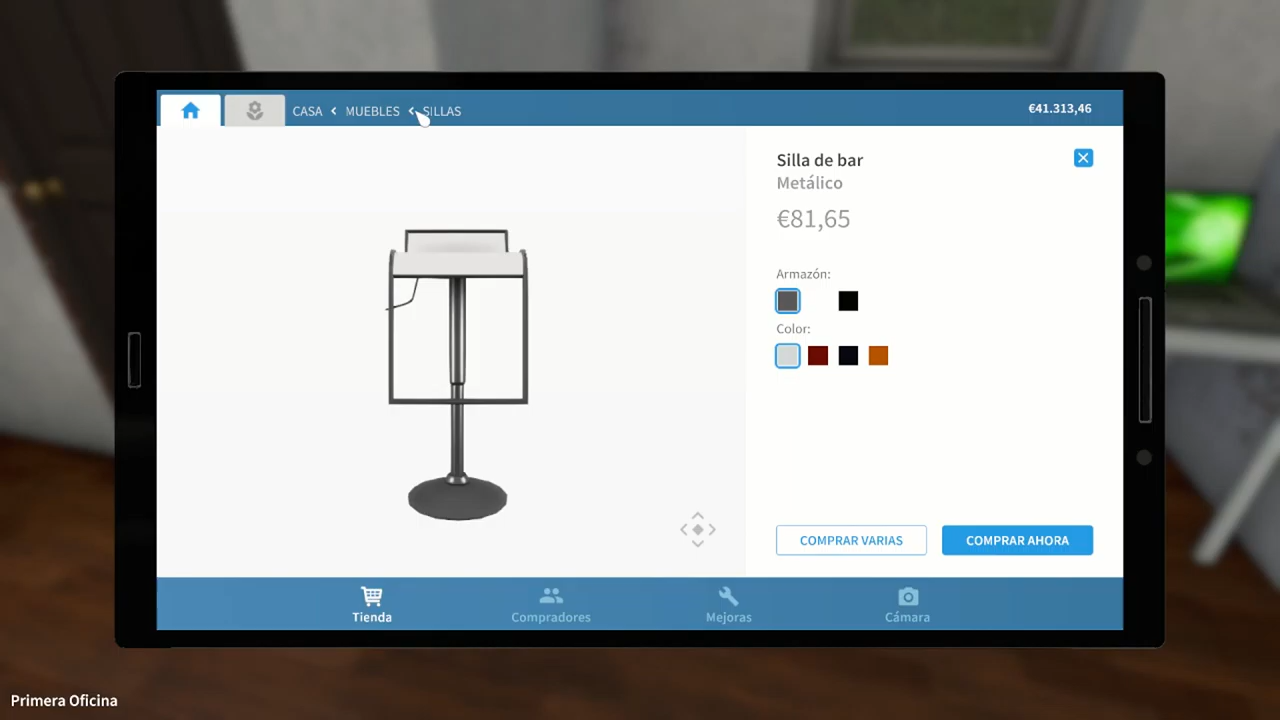 CASA < MUEBLES < SILLAS
€41.313,46
Silla de bar
Metálico
€81,65
Armazón:
Color:
COMPRAR VARIAS
COMPRAR AHORA
Tienda
Compradores
Mejoras
Cámara
Primera Oficina